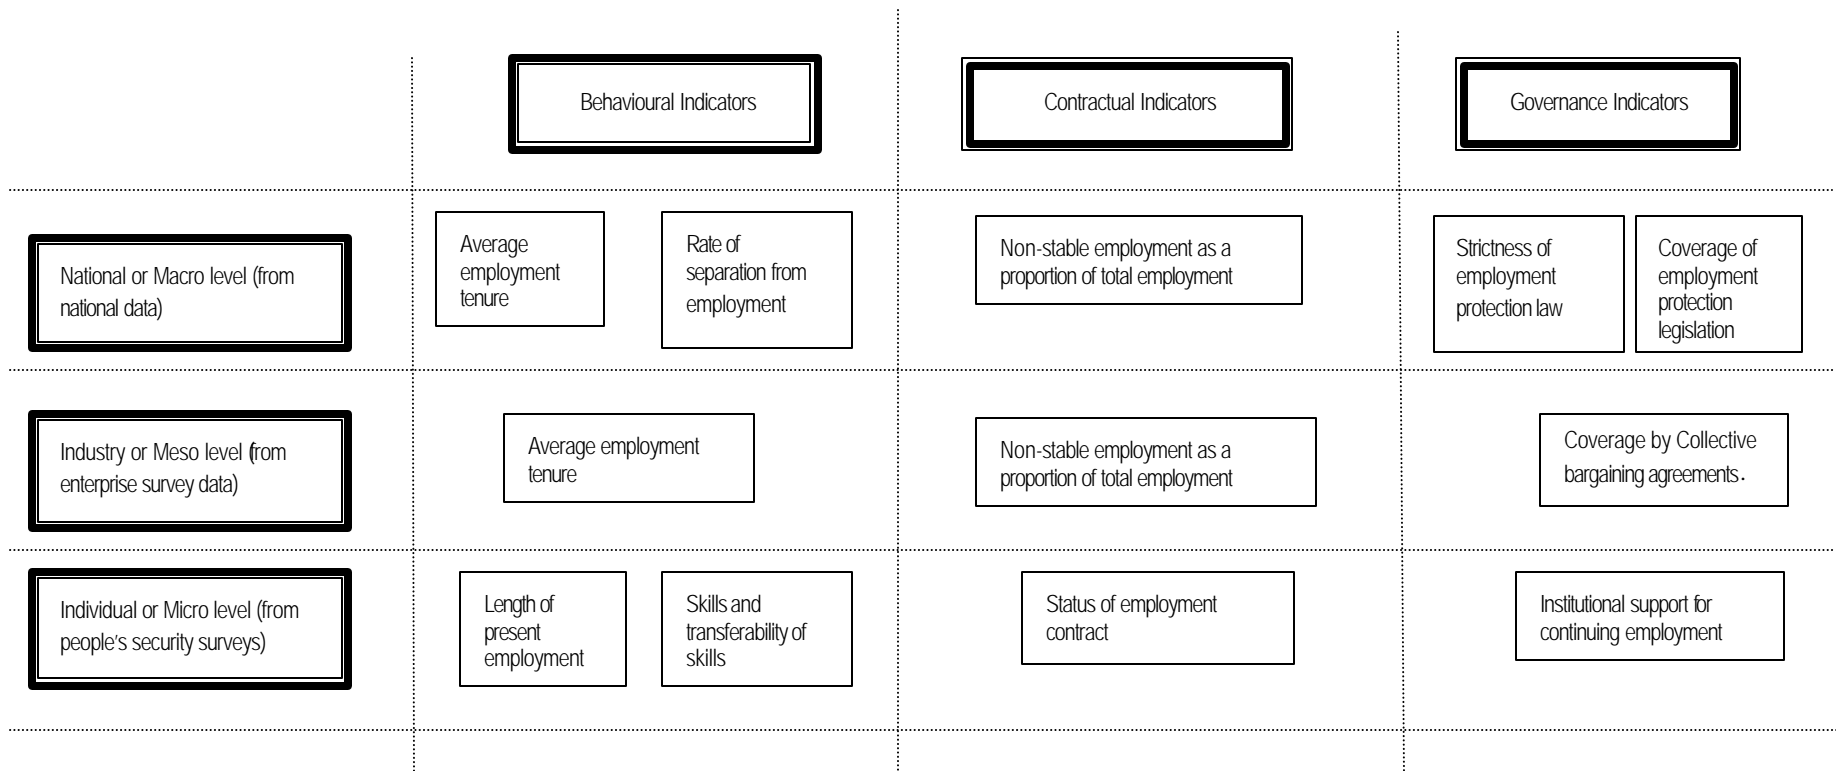 Behavioural Indicators
Contractual Indicators
Governance Indicators
National or Macro level (from
national data)
Average
employment
tenure
Rate of
separation from
employment
Non-stable employment as a
proportion of total employment
Strictness of
employment
protection law
Coverage of
employment
protection
legislation
Industry or Meso level (from
enterprise survey data)
Average employment
tenure
Non-stable employment as a
proportion of total employment
Coverage by Collective
bargaining agreements.
Individual or Micro level (from
people's security surveys)
Length of
present
employment
Skills and
transferability of
skills
Status of employment
contract
Institutional support for
continuing employment